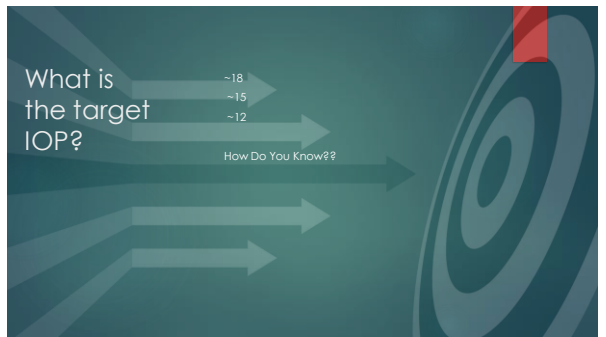 What is
the target
IOP?
~18
~15
~12
How Do You Know??